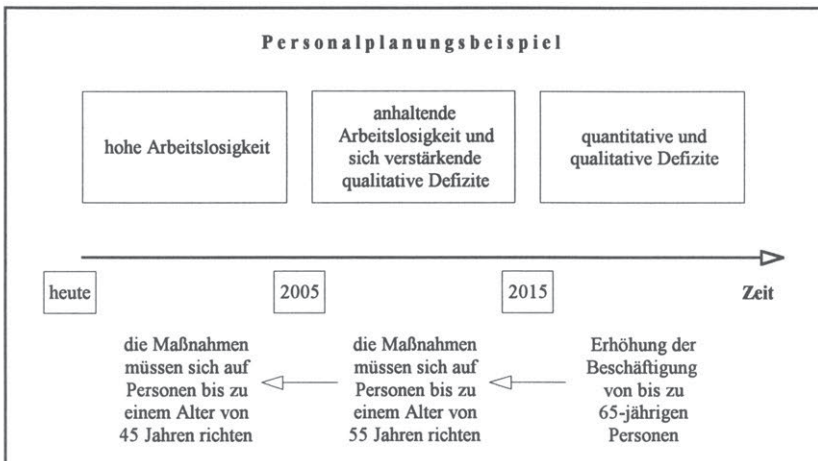 Personalplanungsbeispiel
hohe Arbeitslosigkeit
anhaltende
Arbeitslosigkeit und
sich verstärkende
qualitative Defizite
quantitative und
qualitative Defizite
heute
2005
2015
Zeit
die Maßnahmen
müssen sich auf
Personen bis zu
einem Alter von
45 Jahren richten
die Maßnahmen
müssen sich auf
Personen bis zu
einem Alter von
55 Jahren richten
Erhöhung der
Beschäftigung
von bis zu
65-jährigen
Personen